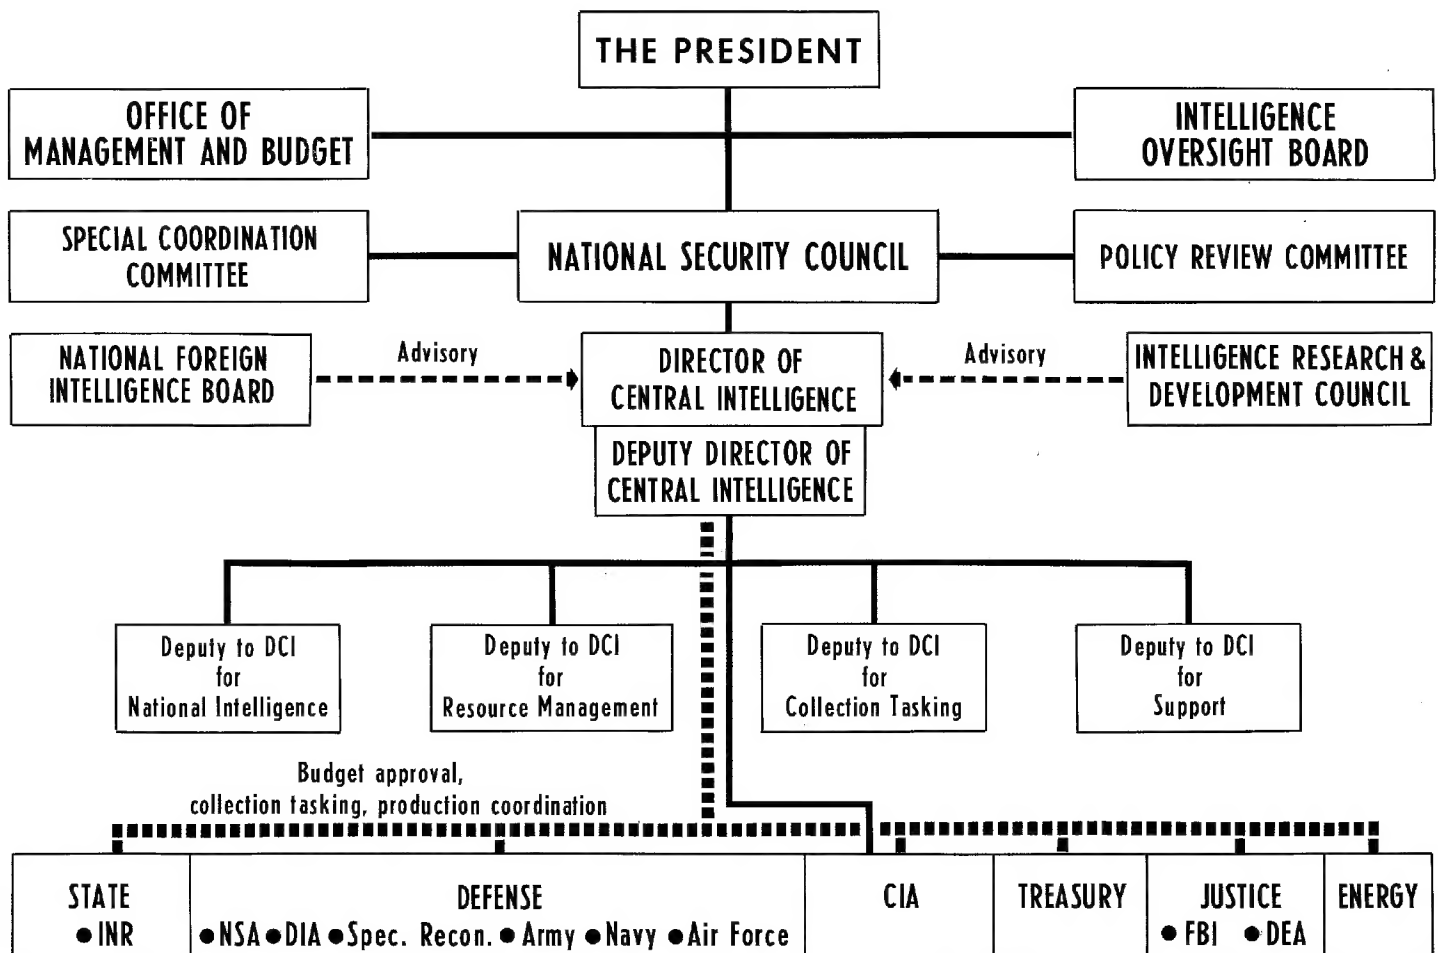 THE PRESIDENT
OFFICE OF
MANAGEMENT AND BUDGET
INTELLIGENCE
OVERSIGHT BOARD
SPECIAL COORDINATION
COMMITTEE
NATIONAL SECURITY COUNCIL
POLICY REVIEW COMMITTEE
NATIONAL FOREIGN
INTELLIGENCE BOARD
Advisory
DIRECTOR OF
CENTRAL INTELLIGENCE
Advisory
INTELLIGENCE RESEARCH &
DEVELOPMENT COUNCIL
DEPUTY DIRECTOR OF
CENTRAL INTELLIGENCE
Deputy to DCI
for
National Intelligence
Deputy to DCI
for
Resource Management
Deputy to DCI
for
Collection Tasking
Deputy to DCI
for
Support
Budget approval,
collection tasking, production coordination
STATE
● INR
DEFENSE
● NSA ● DIA ● Spec. Recon. ● Army ● Navy ● Air Force
CIA
TREASURY
JUSTICE
● FBI ● DEA
ENERGY